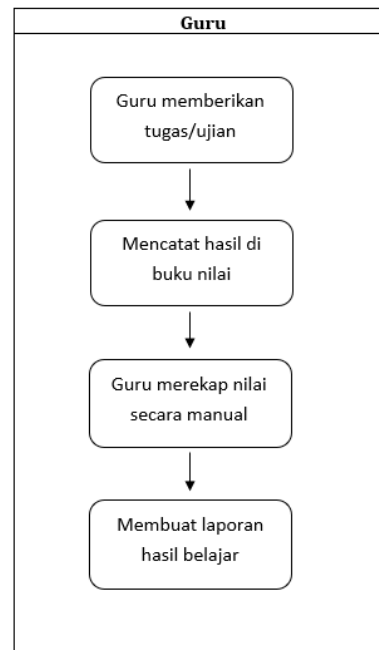 Guru
Guru memberikan
tugas/ujian
Mencatat hasil di
buku nilai
Guru merekap nilai
secara manual
Membuat laporan
hasil belajar